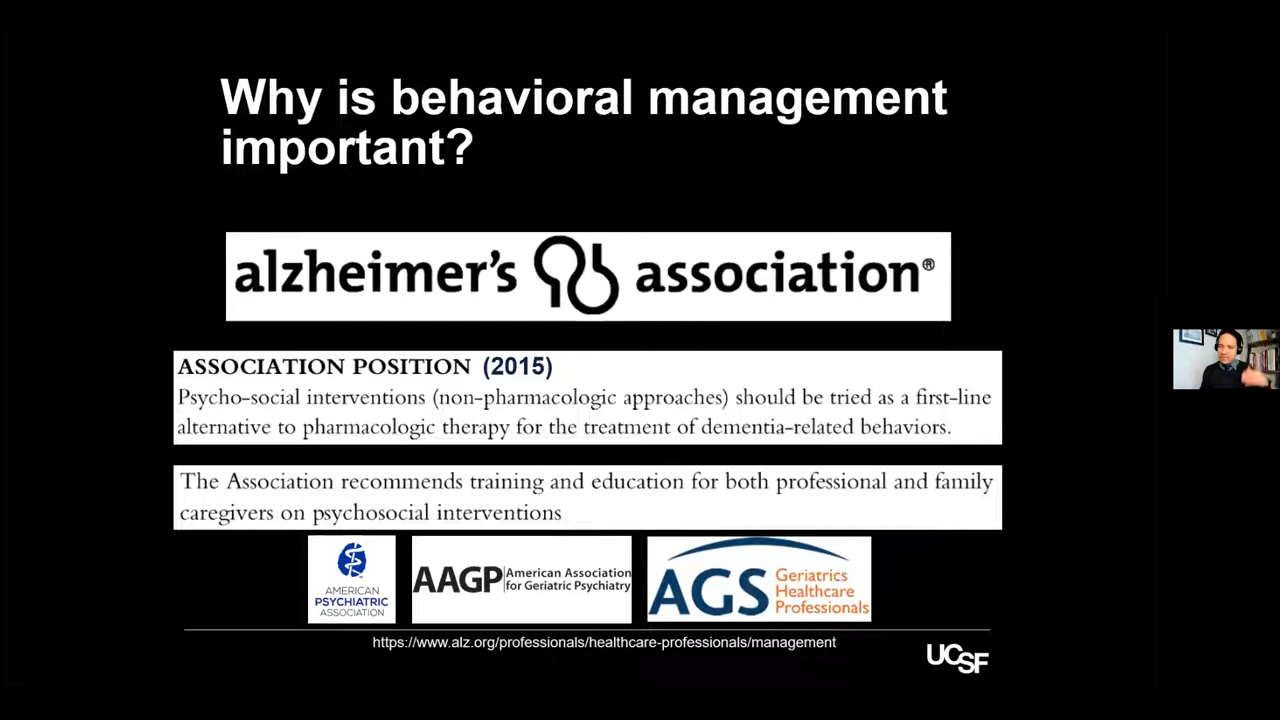 Why is behavioral management
important?
alzheimer's association®
ASSOCIATION POSITION (2015)
Psycho-social interventions (non-pharmacologic approaches) should be tried as a first-line
alternative to pharmacologic therapy for the treatment of dementia-related behaviors.
The Association recommends training and education for both professional and family
caregivers on psychosocial interventions
AMERICAN
PSYCHIATRIC
ASSOCIATION
AAGP American Association
for Geriatric Psychiatry
AGS Geriatrics
Healthcare
Professionals
https://www.alz.org/professionals/healthcare-professionals/management
UCSF